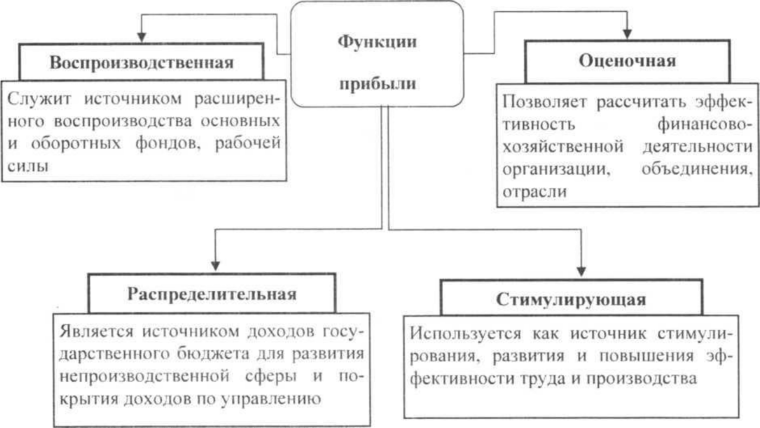 Функции
прибыли
Воспроизводственная
Служит источником расширен-
ного воспроизводства основных
и оборотных фондов, рабочей
силы
Оценочная
Позволяет рассчитать эффек-
тивность финансово-
хозяйственной деятельности
организации, объединения,
отрасли
Распределительная
Является источником доходов госу-
дарственного бюджета для развития
непроизводственной сферы и по-
крытия доходов по управлению
Стимулирующая
Используется как источник стимули-
рования, развития и повышения эф-
фективности труда и производства